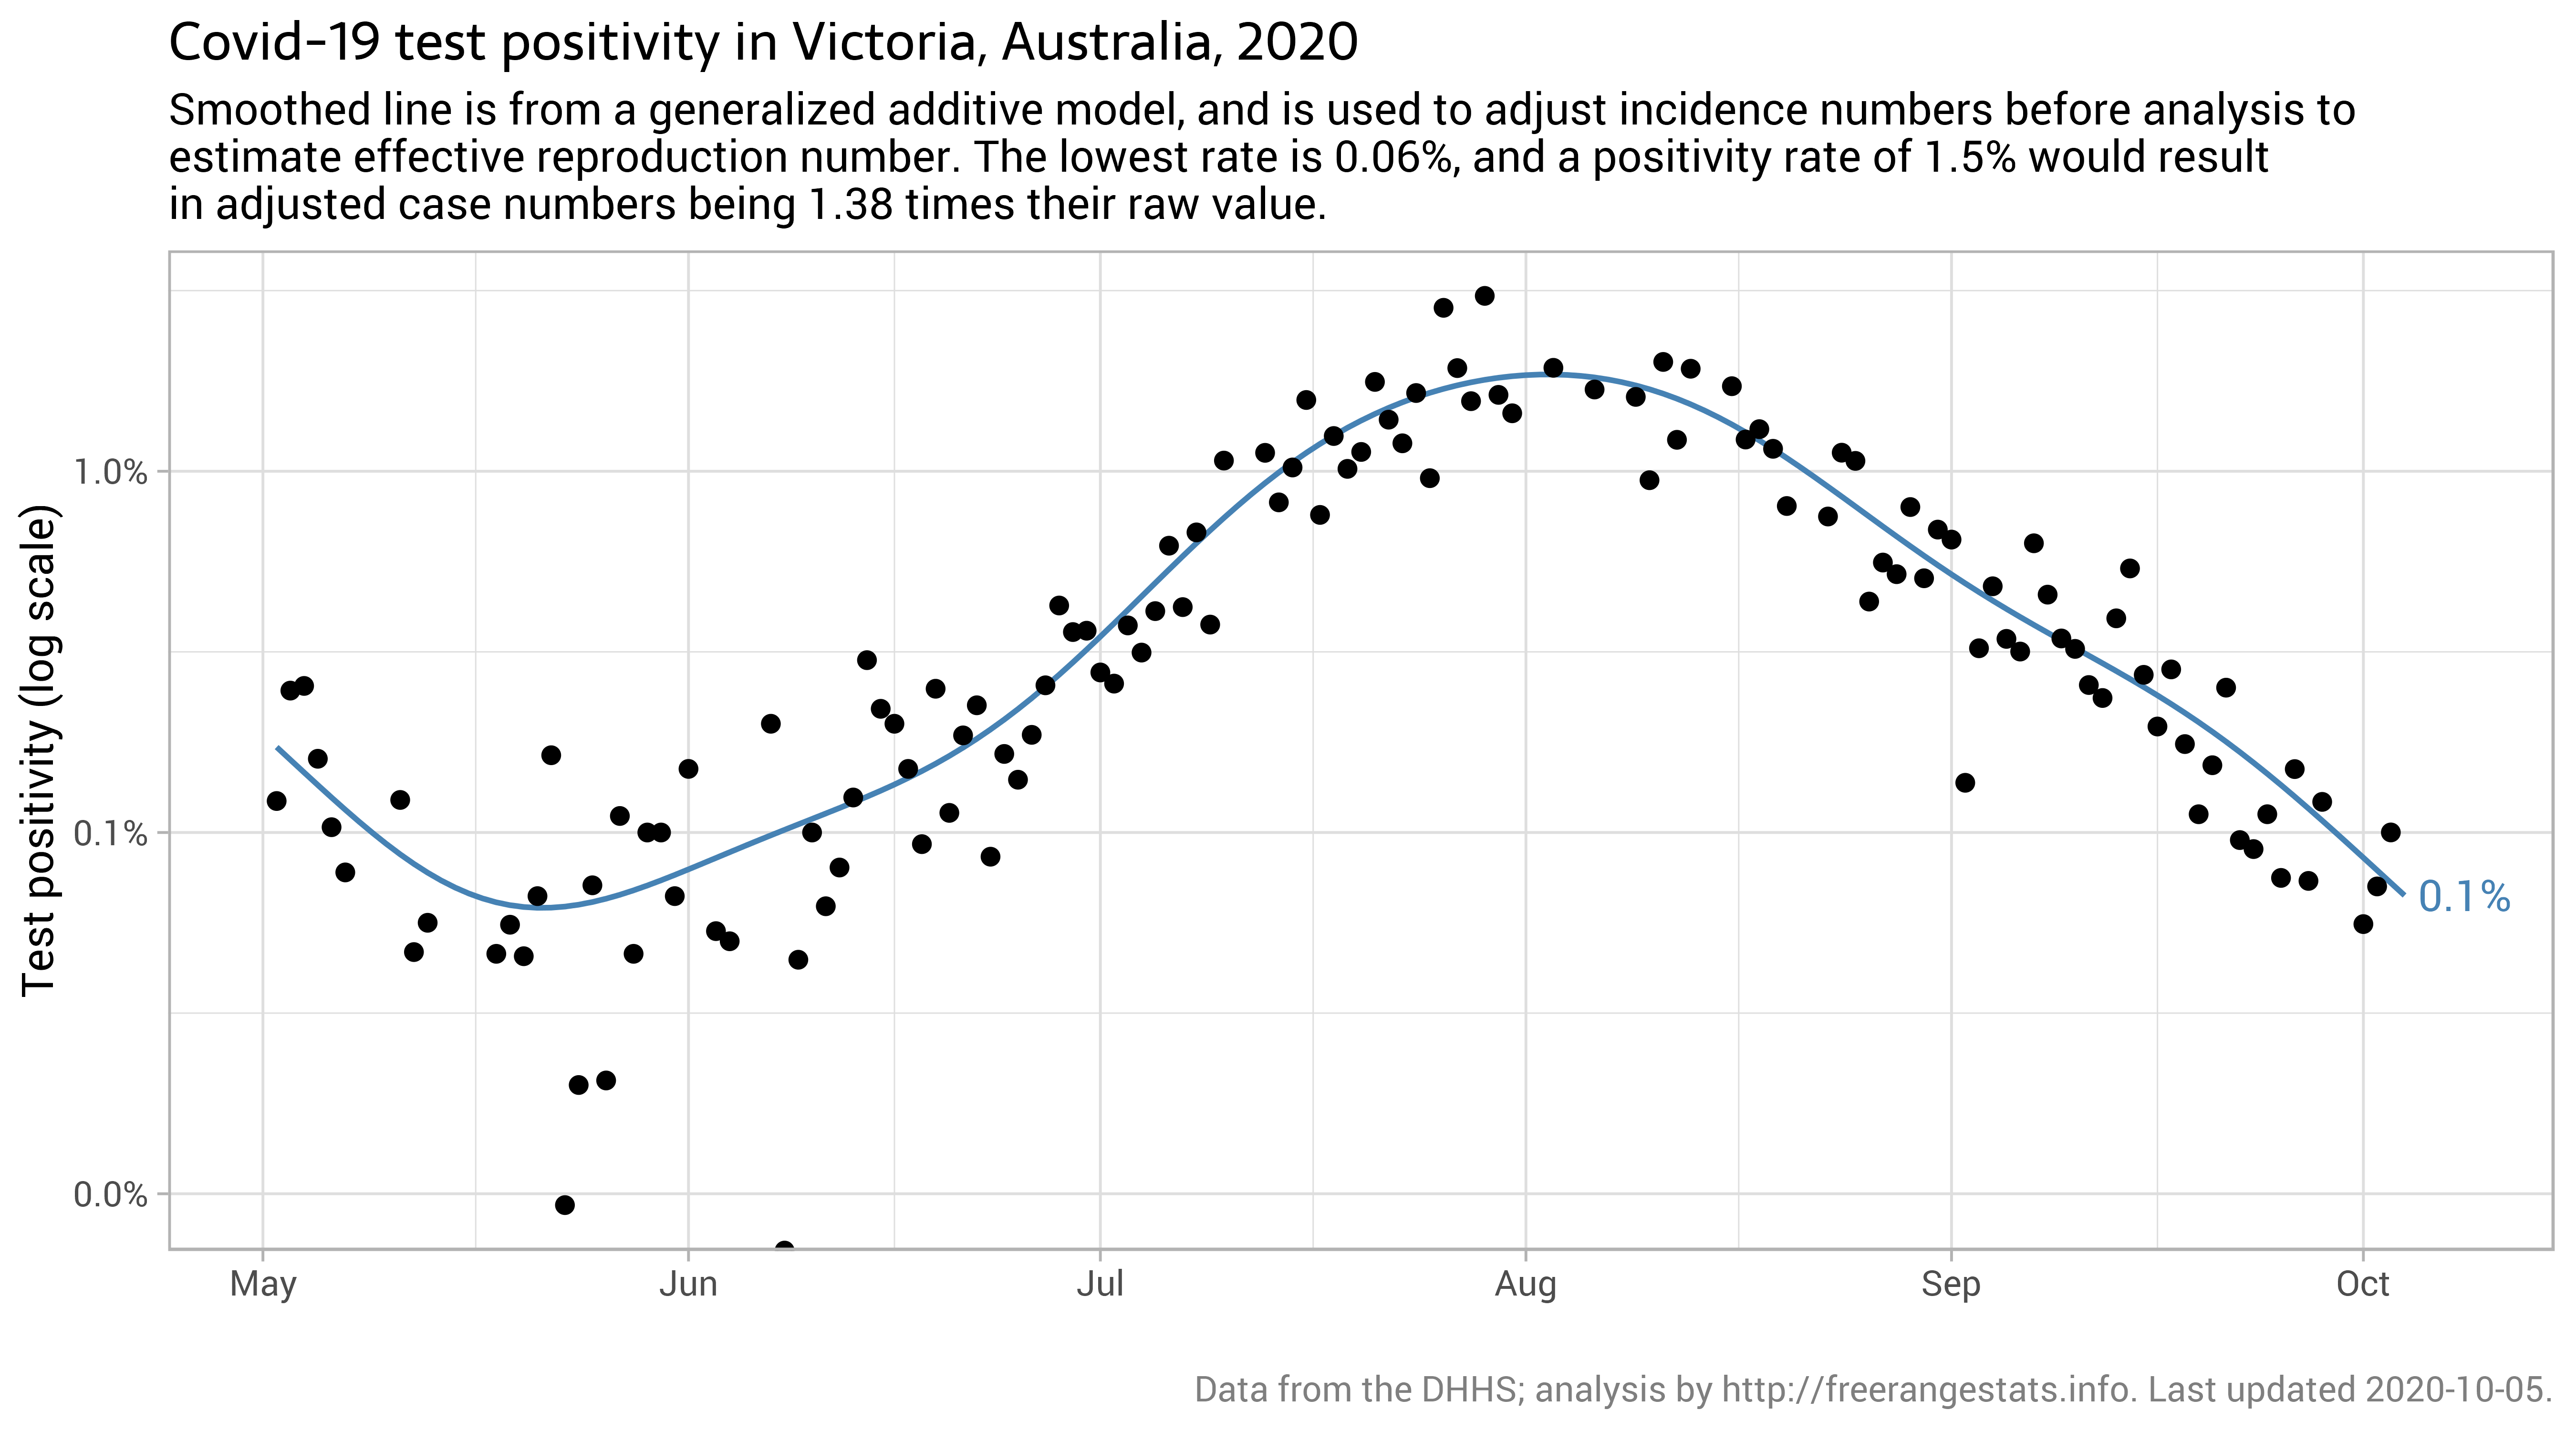 Covid-19 test positivity in Victoria, Australia, 2020
Smoothed line is from a generalized additive model, and is used to adjust incidence numbers before analysis to
estimate effective reproduction number. The lowest rate is 0.06%, and a positivity rate of 1.5% would result
in adjusted case numbers being 1.38 times their raw value.
Test positivity (log scale)
1.0%
0.1%
0.0%
0.1%
May Jun Jul Aug Sep Oct
Data from the DHHS; analysis by http://freerangestats.info. Last updated 2020-10-05.